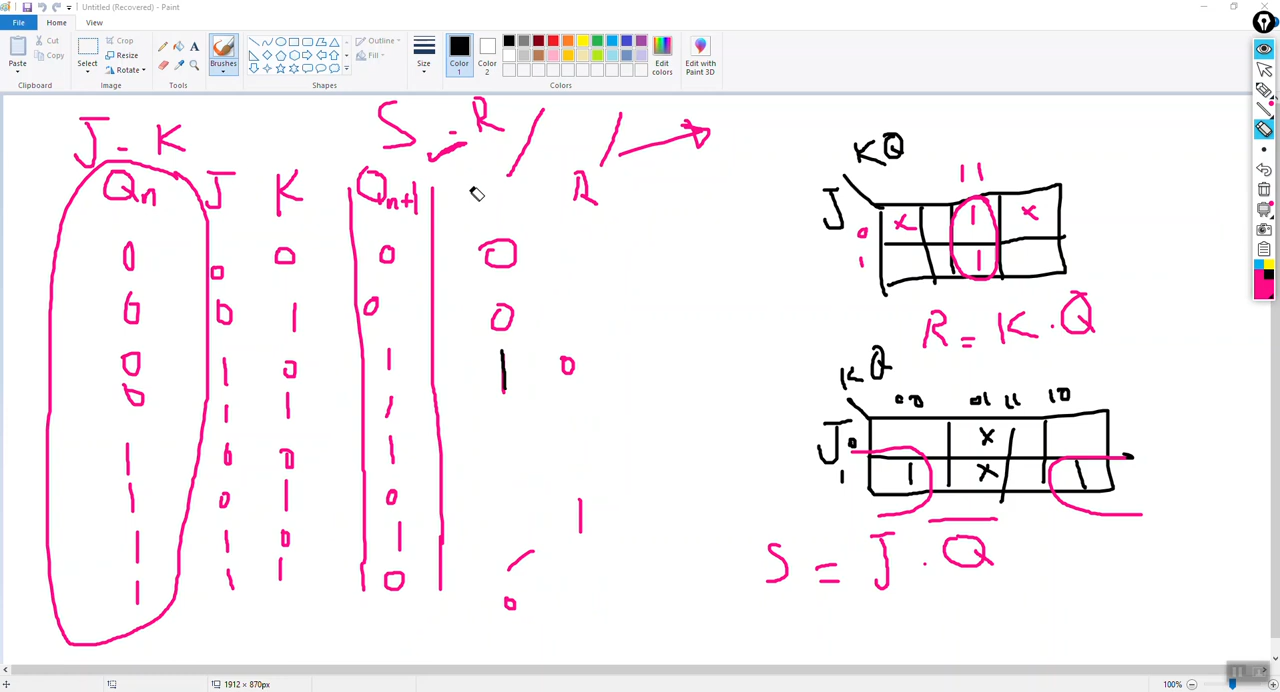 Untitled (Recovered) - Paint
File Home View
Cut
Copy
Paste
Clipboard
Crop
Resize
Rotate
Select
Image
A
Tools
Brushes
Shapes
Outline
Fill
Size
Color 1
Color 2
Edit colors
Colors
Edit with Paint 3D
J - K
S - R / /
Qn J K Qn+1 R
0 0 0 0 0
0 0 1 0 0
0 1 0 1 1 0
0 1 1 1
1 0 0 1
1 0 1 0 1
1 1 0 1
1 1 1 0 0
KQ
11
J
0 x 1 x
1 1
R = K . Q
KQ
00 01 11 10
J
0 x
1 1 x 1
S = J . Q̅
1912 × 870px
100%